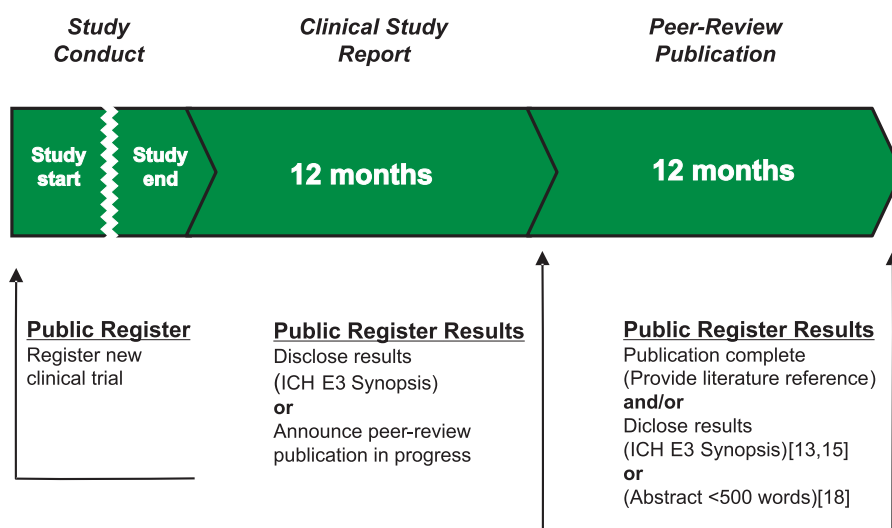 Study
Conduct
Clinical Study
Report
Peer-Review
Publication
Study
start
Study
end
12 months
12 months
Public Register
Register new
clinical trial
Public Register Results
Disclose results
(ICH E3 Synopsis)
or
Announce peer-review
publication in progress
Public Register Results
Publication complete
(Provide literature reference)
and/or
Diclose results
(ICH E3 Synopsis)[13,15]
or
(Abstract <500 words)[18]